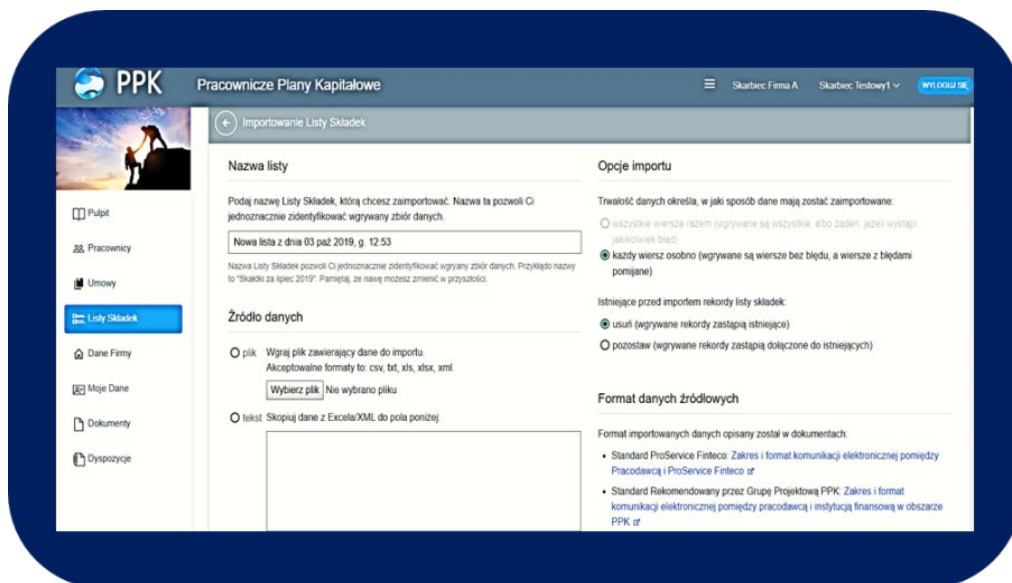 PPK
Pracownicze Plany Kapitałowe
Skarbiec Firma A
Skarbiec Testowy1
WYLOGUJ SIĘ
Importowanie Listy Składek
Pulpit
Pracownicy
Umowy
Listy Składek
Dane Firmy
Moje Dane
Dokumenty
Dyspozycje
Nazwa listy
Podaj nazwę Listy Składek, którą chcesz zaimportować. Nazwa ta pozwoli Ci
jednoznacznie zidentyfikować wgrywany zbiór danych.
Nowa lista z dnia 03 paź 2019, g. 12:53
Nazwa Listy Składek pozwoli Ci jednoznacznie zidentyfikować wgryany zbiór danych. Przykłądo nazwy
to "Skałdki za lipiec 2019". Pamiętaj, że nawę możesz zmienić w przyszłości.
Źródło danych
plik Wgraj plik zawierający dane do importu.
Akceptowalne formaty to: csv, txt, xls, xlsx, xml.
Wybierz plik Nie wybrano pliku
tekst Skopiuj dane z Excela/XML do pola poniżej:
Opcje importu
Trwałość danych określa, w jaki sposób dane mają zostać zaimportowane:
wszystkie wiersze razem (wgrywane są wszystkie, albo żaden, jeżeli wystąpi
jakikolwiek błąd)
każdy wiersz osobno (wgrywane są wiersze bez błędu, a wiersze z błędami
pomijane)
Istniejące przed importem rekordy listy składek:
usuń (wgrywane rekordy zastąpią istniejące)
pozostaw (wgrywane rekordy zastąpią dołączone do istniejących)
Format danych źródłowych
Format importowanych danych opisany został w dokumentach:
• Standard ProService Finteco: Zakres i format komunikacji elektronicznej pomiędzy
Pracodawcą i ProService Finteco
• Standard Rekomendowany przez Grupę Projektową PPK: Zakres i format
komunikacji elektronicznej pomiędzy pracodawcą i instytucją finansową w obszarze
PPK